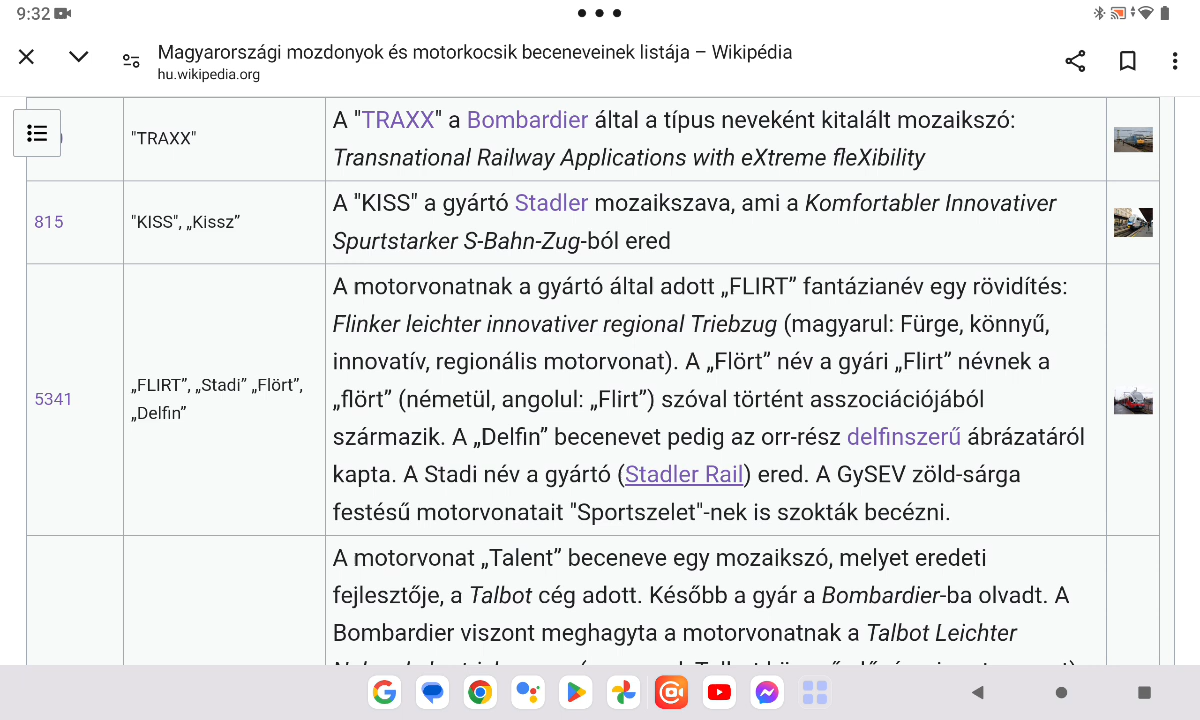 9:32
Magyarországi mozdonyok és motorkocsik beceneveinek listája – Wikipédia
hu.wikipedia.org
"TRAXX"
A "TRAXX" a Bombardier által a típus neveként kitalált mozaikszó:
Transnational Railway Applications with eXtreme fleXibility
815
"KISS", „Kissz”
A "KISS" a gyártó Stadler mozaikszava, ami a Komfortabler Innovativer
Spurtstarker S-Bahn-Zug-ból ered
5341
„FLIRT”, „Stadi” „Flört”,
„Delfin”
A motorvonatnak a gyártó által adott „FLIRT” fantázianév egy rövidítés:
Flinker leichter innovativer regional Triebzug (magyarul: Fürge, könnyű,
innovatív, regionális motorvonat). A „Flört” név a gyári „Flirt” névnek a
„flört” (németül, angolul: „Flirt”) szóval történt asszociációjából
származik. A „Delfin” becenevet pedig az orr-rész delfinszerű ábrázatáról
kapta. A Stadi név a gyártó (Stadler Rail) ered. A GySEV zöld-sárga
festésű motorvonatait "Sportszelet"-nek is szokták becézni.
A motorvonat „Talent” beceneve egy mozaikszó, melyet eredeti
fejlesztője, a Talbot cég adott. Később a gyár a Bombardier-ba olvadt. A
Bombardier viszont meghagyta a motorvonatnak a Talbot Leichter